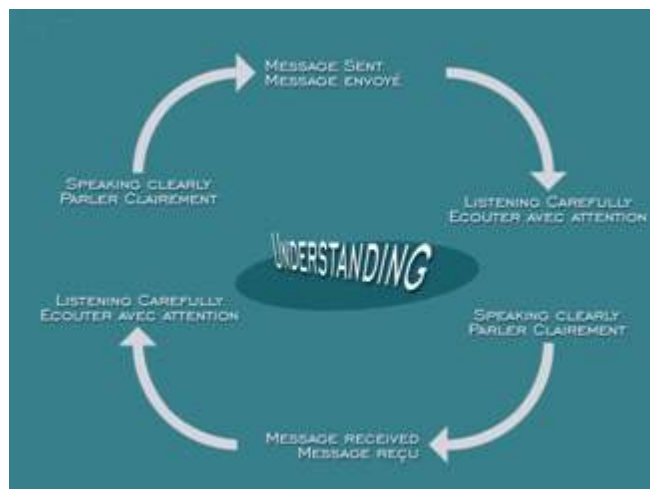 MESSAGE SENT
MESSAGE ENVOYÉ
SPEAKING CLEARLY
PARLER CLAIREMENT
LISTENING CAREFULLY
ECOUTER AVEC ATTENTION
UNDERSTANDING
LISTENING CAREFULLY
ECOUTER AVEC ATTENTION
SPEAKING CLEARLY
PARLER CLAIREMENT
MESSAGE RECEIVED
MESSAGE REÇU